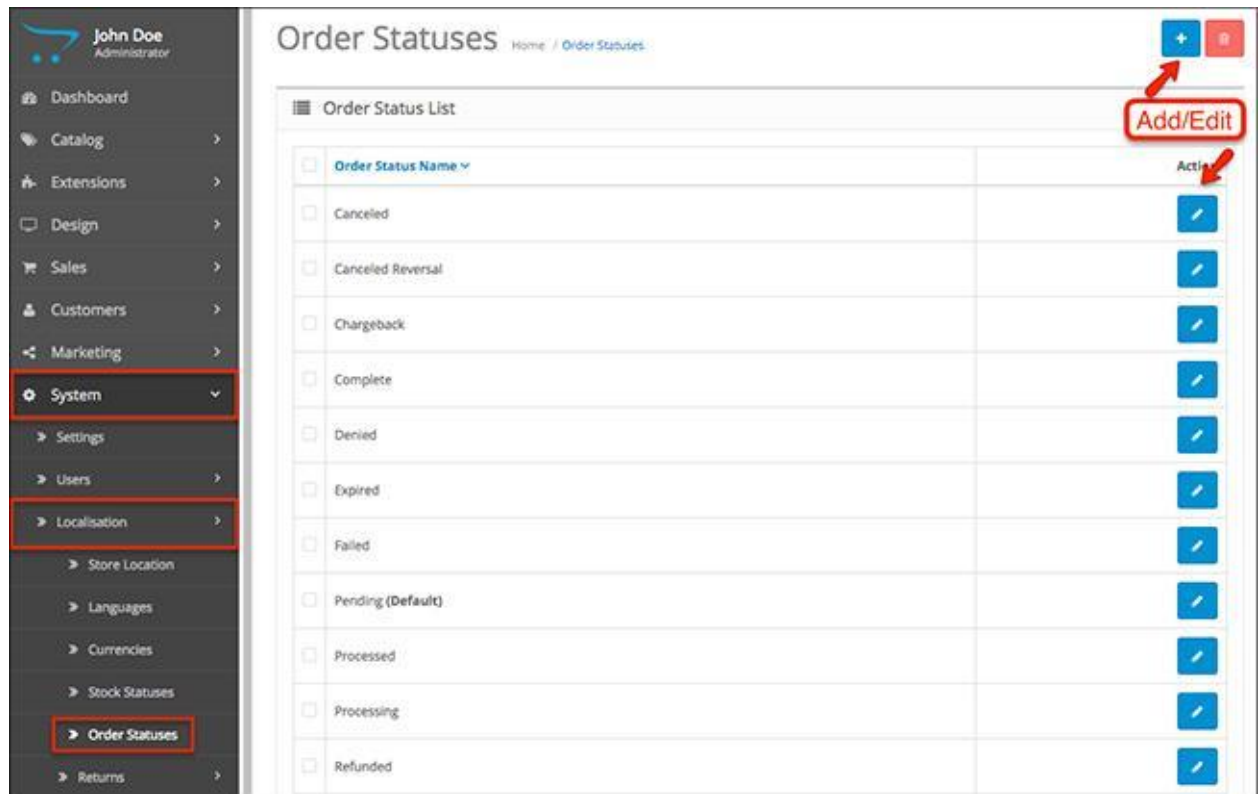 John Doe
Administrator
Dashboard
Catalog
Extensions
Design
Sales
Customers
Marketing
System
Settings
Users
Localisation
Store Location
Languages
Currencies
Stock Statuses
Order Statuses
Returns
Order Statuses Home / Order Statuses
Add/Edit
Order Status List
Order Status Name Action
Canceled
Canceled Reversal
Chargeback
Complete
Denied
Expired
Failed
Pending (Default)
Processed
Processing
Refunded